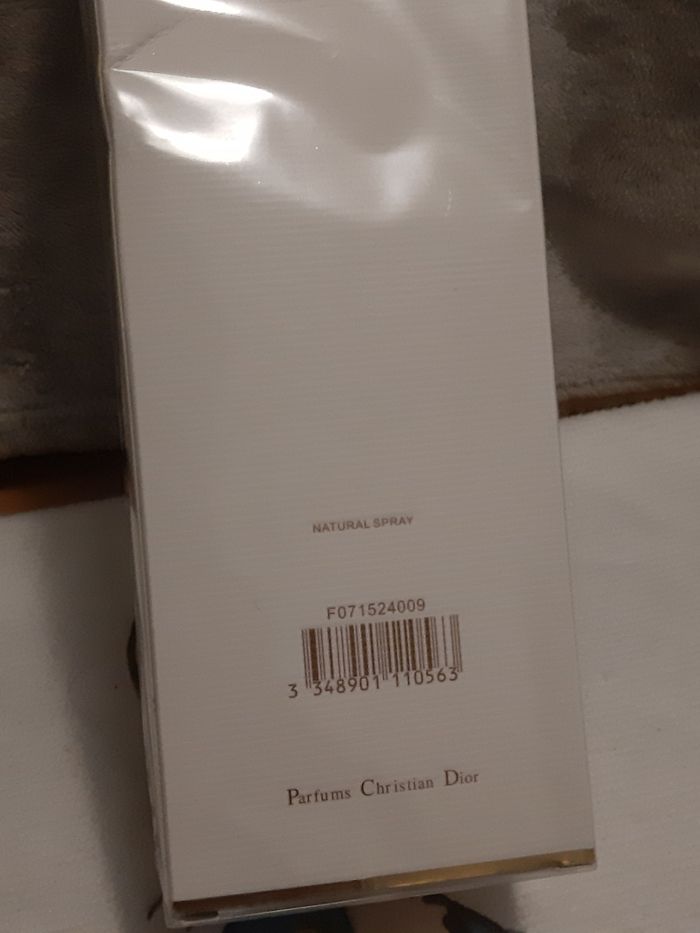 NATURAL SPRAY
F071524009
3 348901 110563
Parfums Christian Dior